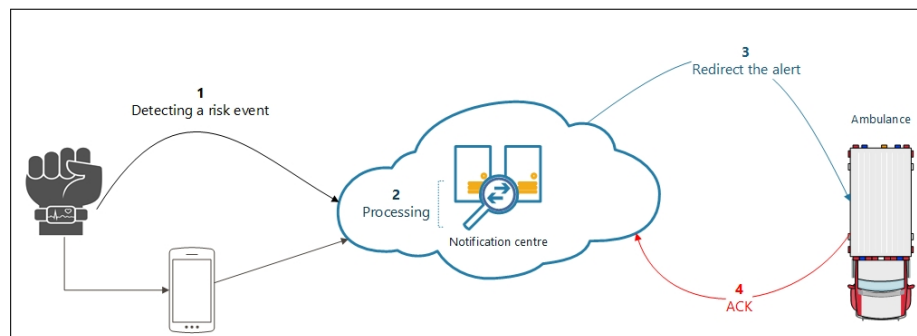 1
Detecting a risk event
2
Processing
Notification centre
3
Redirect the alert
Ambulance
4
ACK